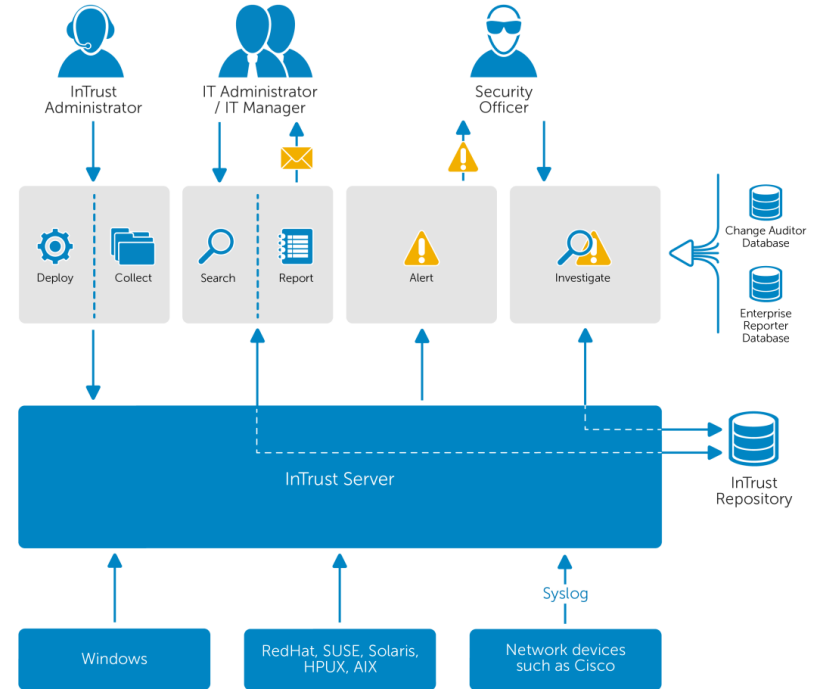 InTrust
Administrator
IT Administrator
/ IT Manager
Security
Officer
Deploy
Collect
Search
Report
Alert
Investigate
Change Auditor
Database
Enterprise
Reporter
Database
InTrust Server
InTrust
Repository
Syslog
Windows
RedHat, SUSE, Solaris,
HPUX, AIX
Network devices
such as Cisco